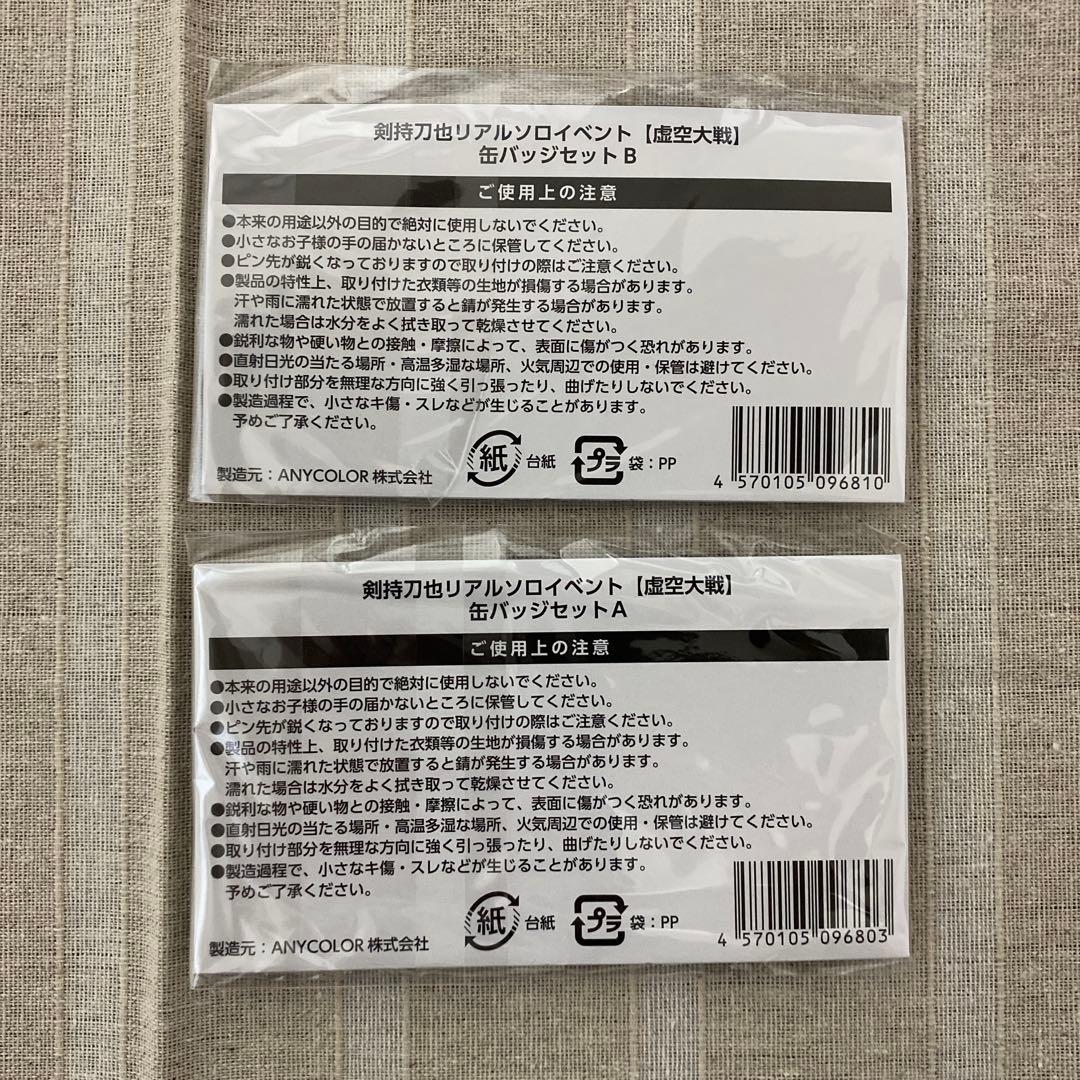 剣持刀也リアルソロイベント【虚空大戦】
缶バッジセット B
ご使用上の注意
●本来の用途以外の目的で絶対に使用しないでください。
●小さなお子様の手の届かないところに保管してください。
●ピン先が鋭くなっておりますので取り付けの際はご注意ください。
●製品の特性上、取り付けた衣類等の生地が損傷する場合があります。
汗や雨に濡れた状態で放置すると錆が発生する場合があります。
濡れた場合は水分をよく拭き取って乾燥させてください。
●鋭利な物や硬い物との接触・摩擦によって、表面に傷がつく恐れがあります。
●直射日光の当たる場所・高温多湿な場所、火気周辺での使用・保管は避けてください。
●取り付け部分を無理な方向に強く引っ張ったり、曲げたりしないでください。
●製造過程で、小さなキ傷・スレなどが生じることがあります。
予めご了承ください。
製造元：ANYCOLOR 株式会社
紙 台紙 プラ 袋：PP
4 570105 096810
剣持刀也リアルソロイベント【虚空大戦】
缶バッジセット A
ご使用上の注意
●本来の用途以外の目的で絶対に使用しないでください。
●小さなお子様の手の届かないところに保管してください。
●ピン先が鋭くなっておりますので取り付けの際はご注意ください。
●製品の特性上、取り付けた衣類等の生地が損傷する場合があります。
汗や雨に濡れた状態で放置すると錆が発生する場合があります。
濡れた場合は水分をよく拭き取って乾燥させてください。
●鋭利な物や硬い物との接触・摩擦によって、表面に傷がつく恐れがあります。
●直射日光の当たる場所・高温多湿な場所、火気周辺での使用・保管は避けてください。
●取り付け部分を無理な方向に強く引っ張ったり、曲げたりしないでください。
●製造過程で、小さなキ傷・スレなどが生じることがあります。
予めご了承ください。
製造元：ANYCOLOR 株式会社
紙 台紙 プラ 袋：PP
4 570105 096803